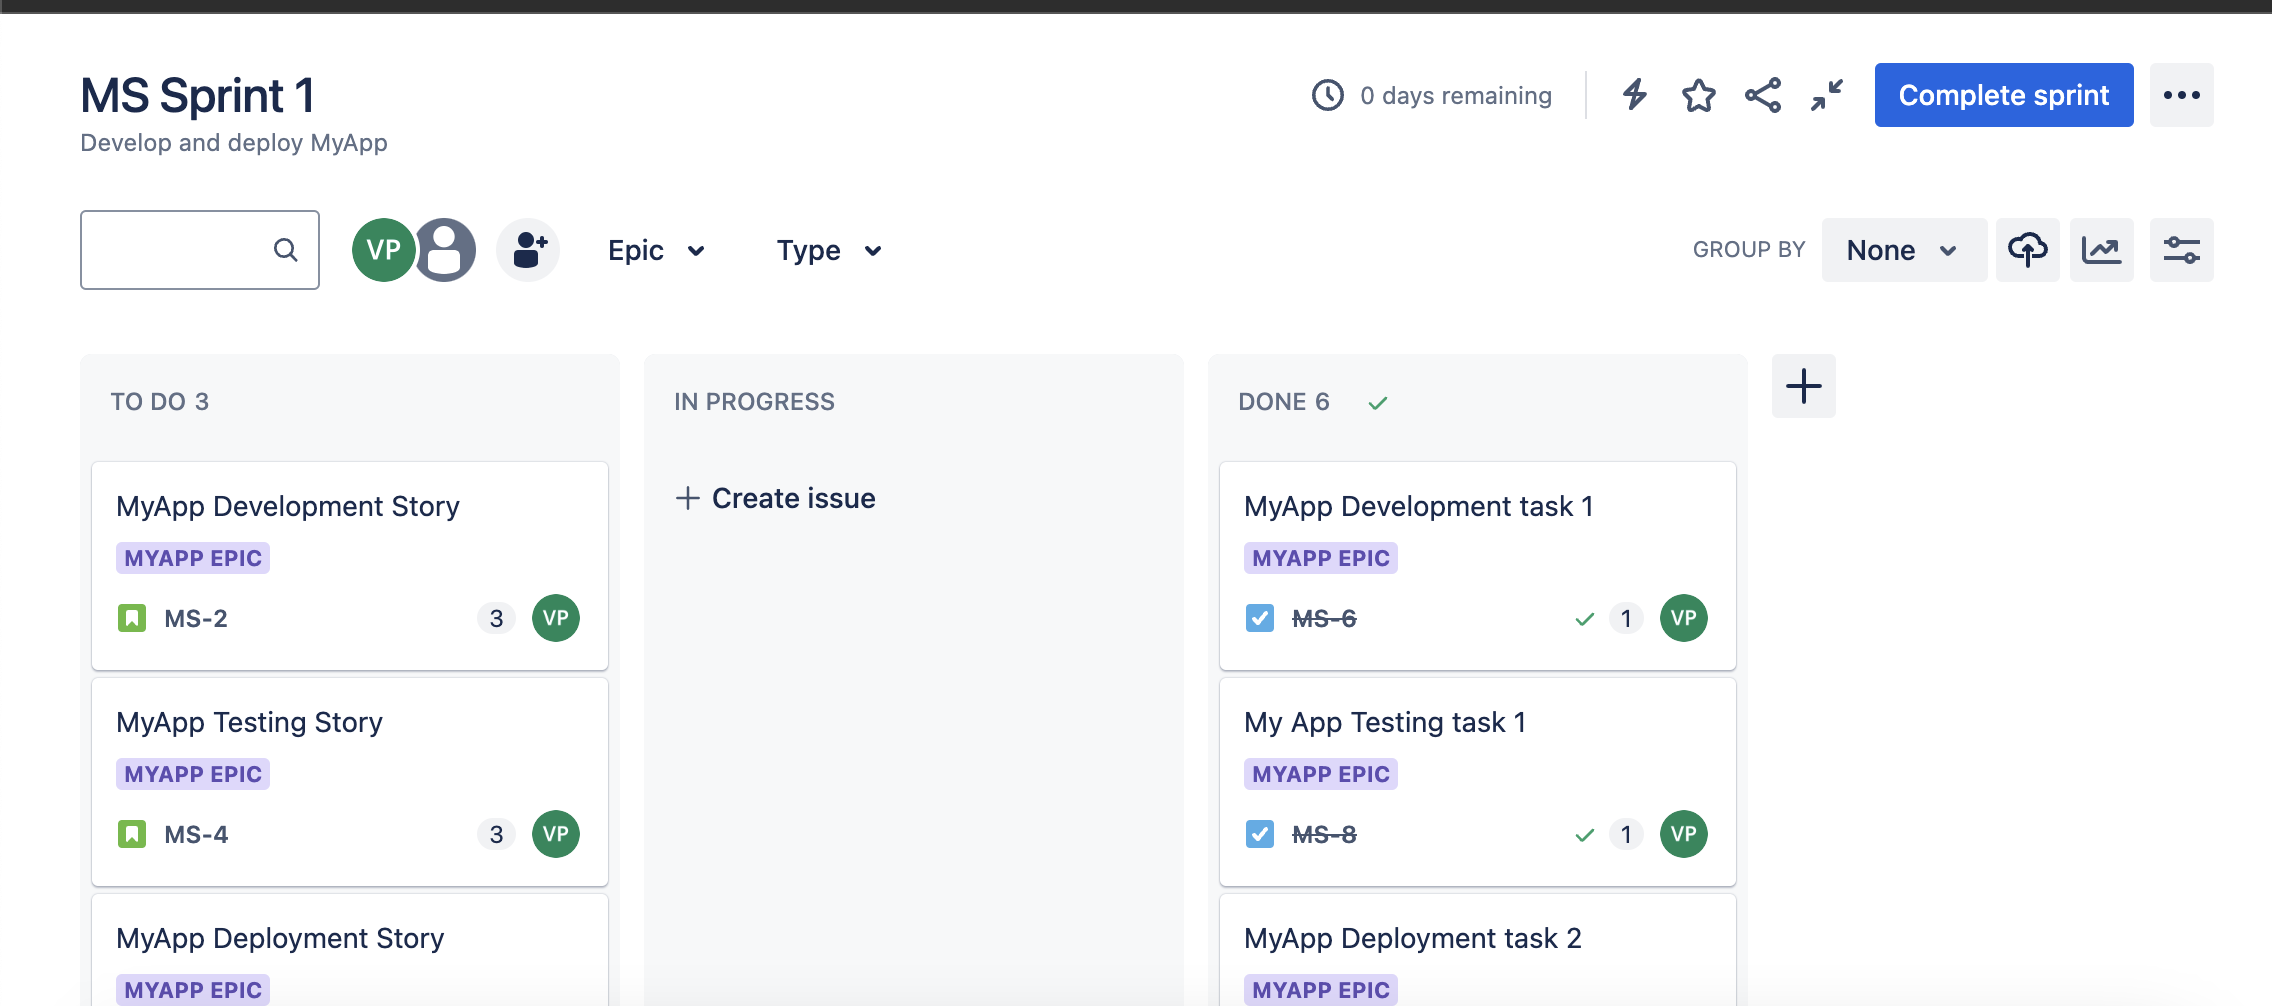 MS Sprint 1
Develop and deploy MyApp
0 days remaining
Complete sprint
VP
Epic
Type
GROUP BY
None
TO DO 3
MyApp Development Story
MYAPP EPIC
MS-2
3
VP
MyApp Testing Story
MYAPP EPIC
MS-4
3
VP
MyApp Deployment Story
MYAPP EPIC
IN PROGRESS
Create issue
DONE 6
MyApp Development task 1
MYAPP EPIC
MS-6
1
VP
My App Testing task 1
MYAPP EPIC
MS-8
1
VP
MyApp Deployment task 2
MYAPP EPIC